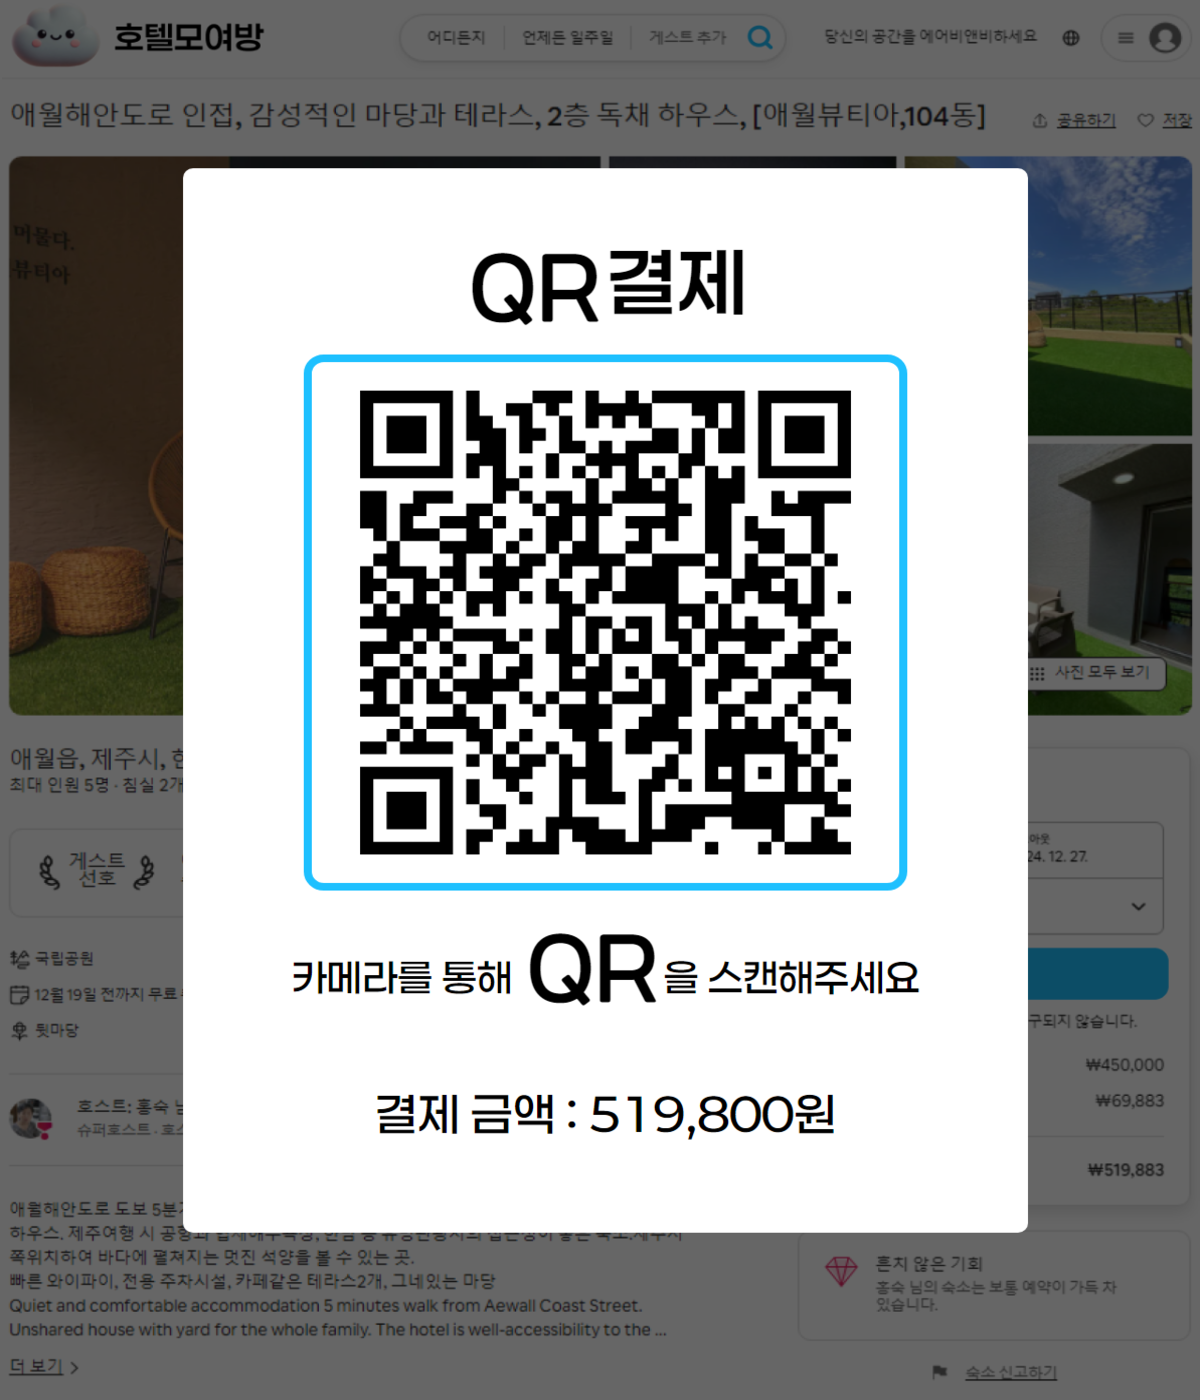 호텔모여방
어디든지
언제든 일주일
게스트 추가
당신의 공간을 에어비앤비하세요
애월해안도로 인접, 감성적인 마당과 테라스, 2층 독채 하우스, [애월뷰티아,104동]
공유하기
저장
머물다.
뷰티아
QR결제
사진 모두 보기
카메라를 통해 QR을 스캔해주세요
결제 금액 : 519,800원
애월읍, 제주시,
최대 인원 5명 · 침실 2개
게스트
선호
아웃
24. 12. 27.
국립공원
12월 19일 전까지 무료
뒷마당
구되지 않습니다.
₩450,000
₩69,883
₩519,883
호스트: 홍숙 님
슈퍼호스트 · 호스
애월해안도로 도보 5분
하우스. 제주여행 시 공항과
쪽위치하여 바다에 펼쳐지는 멋진 석양을 볼 수 있는 곳.
빠른 와이파이, 전용 주차시설, 카페같은 테라스2개, 그네있는 마당
Quiet and comfortable accommodation 5 minutes walk from Aewall Coast Street.
Unshared house with yard for the whole family. The hotel is well-accessibility to the ...
더 보기
흔치 않은 기회
홍숙 님의 숙소는 보통 예약이 가득 차
있습니다.
숙소 신고하기